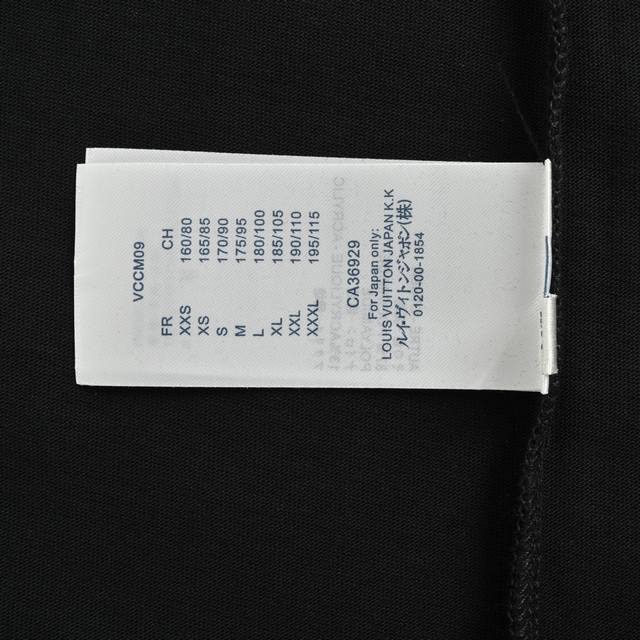 VCCM09
FR CH
XXS 160/80
XS 165/85
S 170/90
M 175/95
L 180/100
XL 185/105
XXL 190/110
XXXL 195/115
CA36929
For Japan only:
LOUIS VUITTON JAPAN K.K
ルイ・ヴィトンジャパン(株)
0120-00-1854